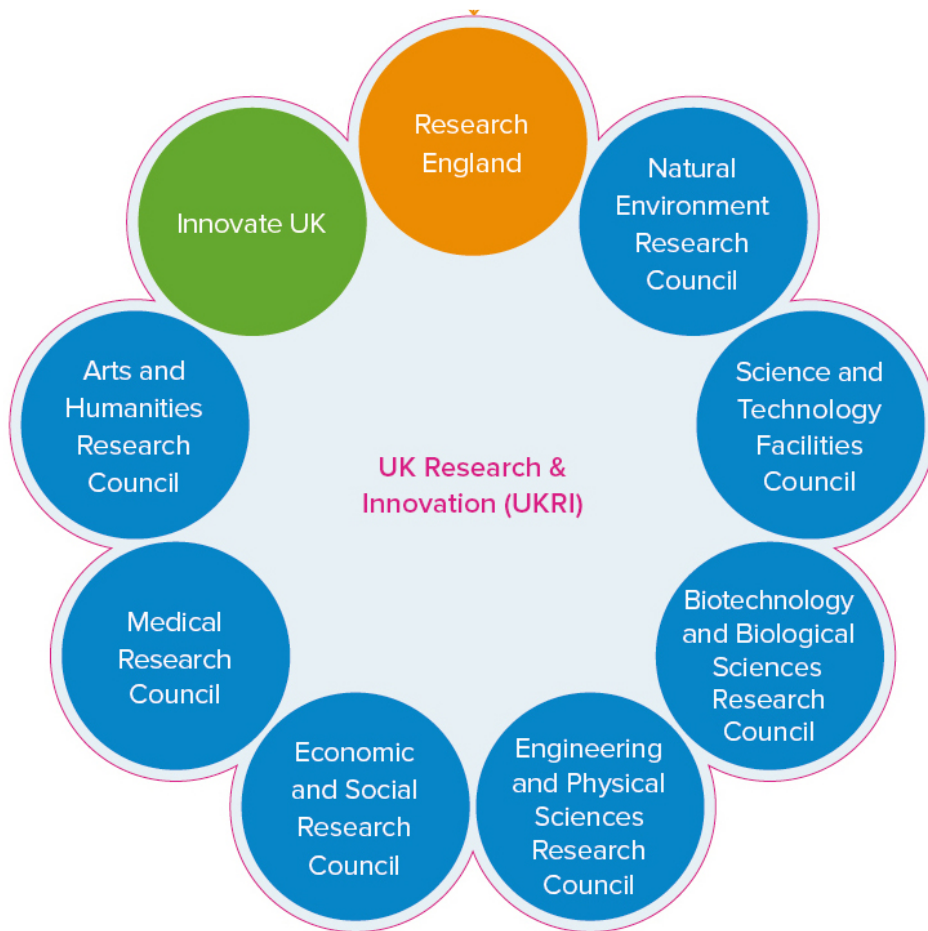 Research
England
Natural
Environment
Research
Council
Science and
Technology
Facilities
Council
Biotechnology
and Biological
Sciences
Research
Council
Engineering
and Physical
Sciences
Research
Council
Economic
and Social
Research
Council
Medical
Research
Council
Arts and
Humanities
Research
Council
Innovate UK
UK Research &
Innovation (UKRI)